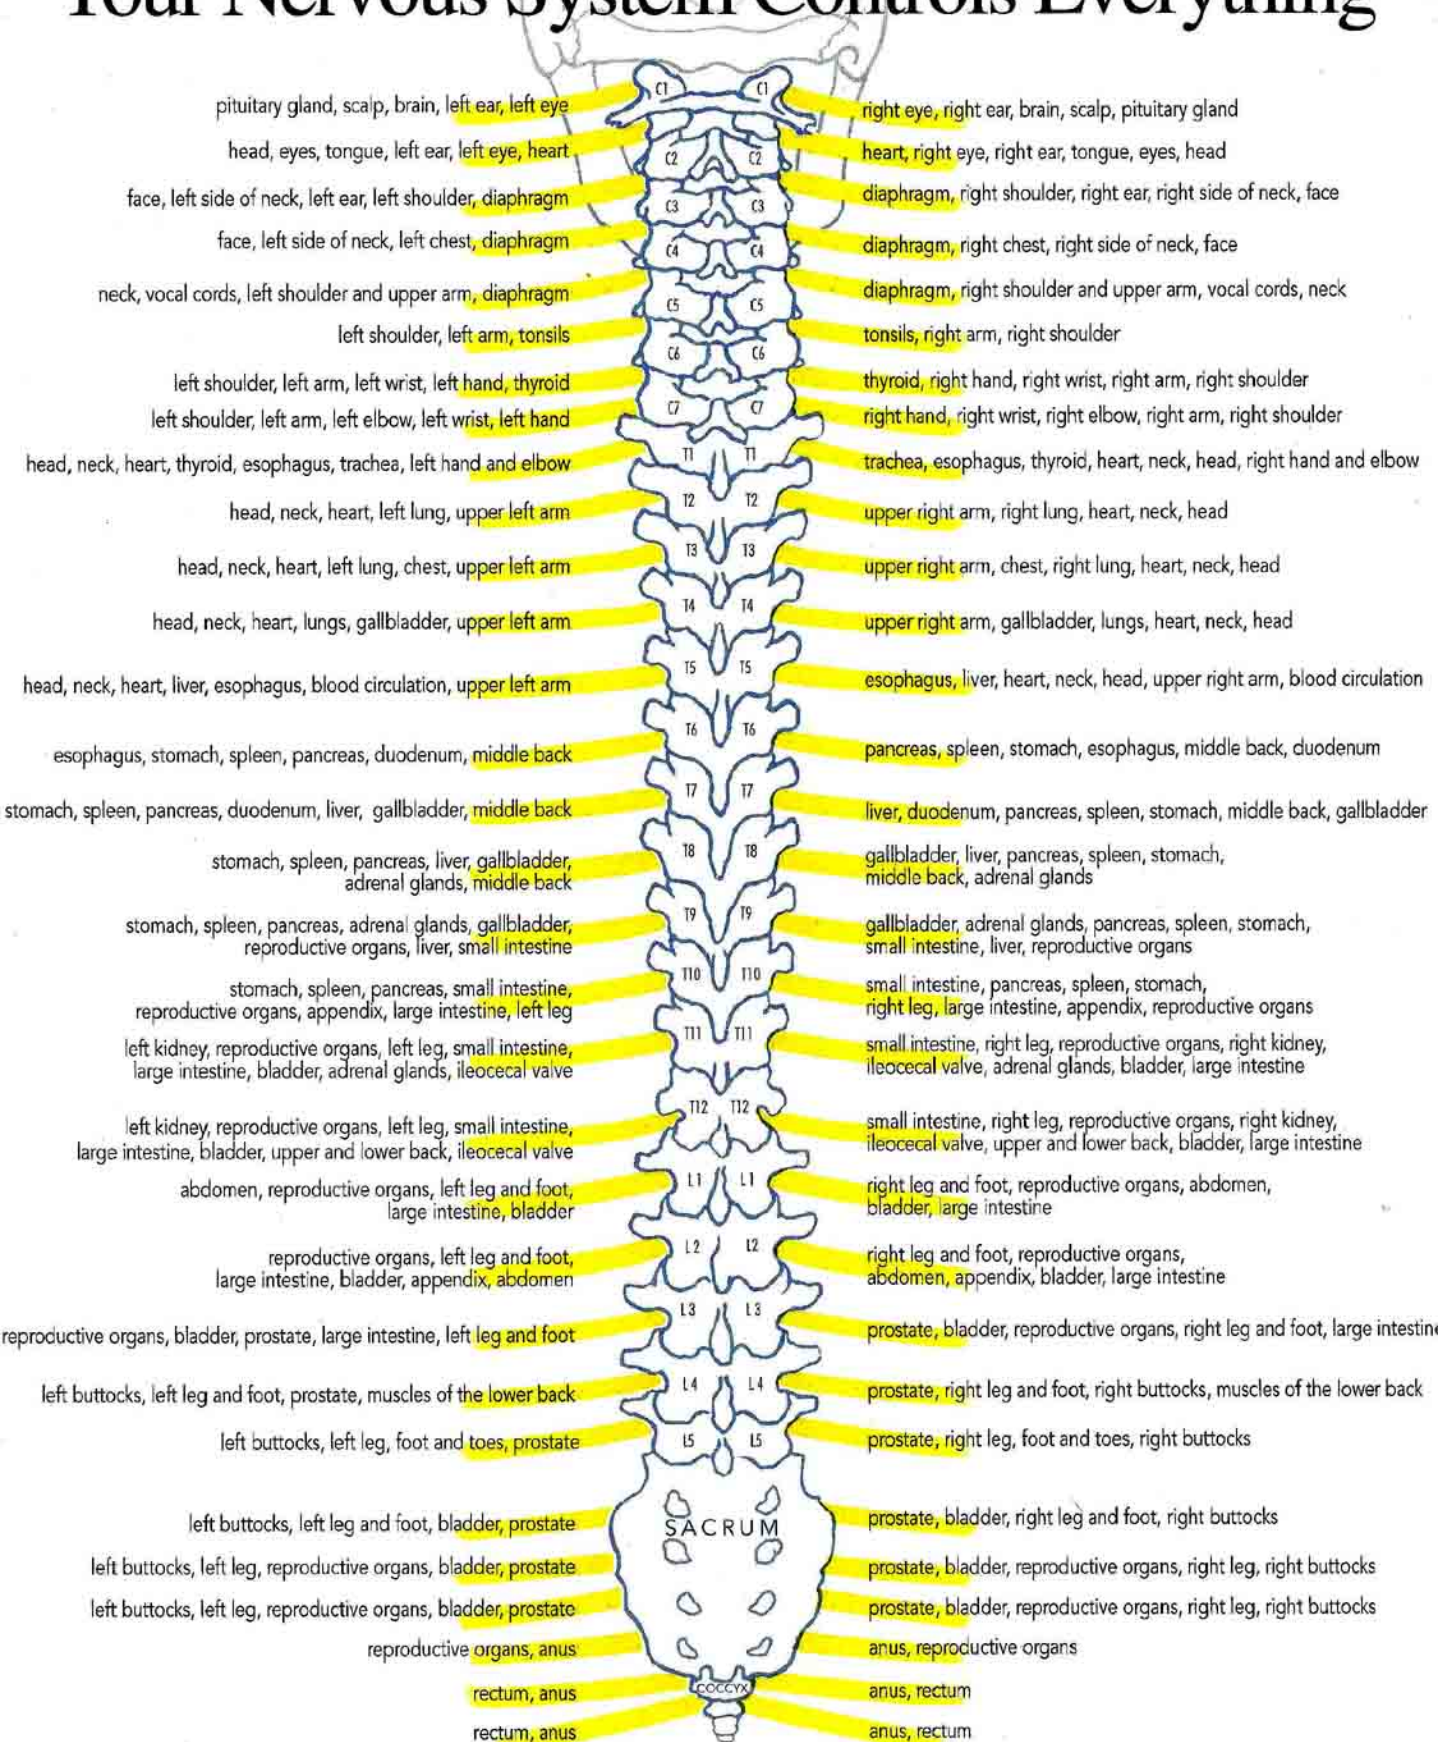 Your Nervous System Controls Everything
pituitary gland, scalp, brain, left ear, left eye
C1 C1
right eye, right ear, brain, scalp, pituitary gland
head, eyes, tongue, left ear, left eye, heart
C2 C2
heart, right eye, right ear, tongue, eyes, head
face, left side of neck, left ear, left shoulder, diaphragm
C3 C3
diaphragm, right shoulder, right ear, right side of neck, face
face, left side of neck, left chest, diaphragm
C4 C4
diaphragm, right chest, right side of neck, face
neck, vocal cords, left shoulder and upper arm, diaphragm
C5 C5
diaphragm, right shoulder and upper arm, vocal cords, neck
left shoulder, left arm, tonsils
C6 C6
tonsils, right arm, right shoulder
left shoulder, left arm, left wrist, left hand, thyroid
C7 C7
thyroid, right hand, right wrist, right arm, right shoulder
left shoulder, left arm, left elbow, left wrist, left hand
right hand, right wrist, right elbow, right arm, right shoulder
head, neck, heart, thyroid, esophagus, trachea, left hand and elbow
T1 T1
trachea, esophagus, thyroid, heart, neck, head, right hand and elbow
head, neck, heart, left lung, upper left arm
T2 T2
upper right arm, right lung, heart, neck, head
head, neck, heart, left lung, chest, upper left arm
T3 T3
upper right arm, chest, right lung, heart, neck, head
head, neck, heart, lungs, gallbladder, upper left arm
T4 T4
upper right arm, gallbladder, lungs, heart, neck, head
head, neck, heart, liver, esophagus, blood circulation, upper left arm
T5 T5
esophagus, liver, heart, neck, head, upper right arm, blood circulation
esophagus, stomach, spleen, pancreas, duodenum, middle back
T6 T6
pancreas, spleen, stomach, esophagus, middle back, duodenum
stomach, spleen, pancreas, duodenum, liver, gallbladder, middle back
T7 T7
liver, duodenum, pancreas, spleen, stomach, middle back, gallbladder
stomach, spleen, pancreas, liver, gallbladder,
adrenal glands, middle back
T8 T8
gallbladder, liver, pancreas, spleen, stomach,
middle back, adrenal glands
stomach, spleen, pancreas, adrenal glands, gallbladder,
reproductive organs, liver, small intestine
T9 T9
gallbladder, adrenal glands, pancreas, spleen, stomach,
small intestine, liver, reproductive organs
stomach, spleen, pancreas, small intestine,
reproductive organs, appendix, large intestine, left leg
T10 T10
small intestine, pancreas, spleen, stomach,
right leg, large intestine, appendix, reproductive organs
left kidney, reproductive organs, left leg, small intestine,
large intestine, bladder, adrenal glands, ileocecal valve
T11 T11
small intestine, right leg, reproductive organs, right kidney,
ileocecal valve, adrenal glands, bladder, large intestine
left kidney, reproductive organs, left leg, small intestine,
large intestine, bladder, upper and lower back, ileocecal valve
T12 T12
small intestine, right leg, reproductive organs, right kidney,
ileocecal valve, upper and lower back, bladder, large intestine
abdomen, reproductive organs, left leg and foot,
large intestine, bladder
L1 L1
right leg and foot, reproductive organs, abdomen,
bladder, large intestine
reproductive organs, left leg and foot,
large intestine, bladder, appendix, abdomen
L2 L2
right leg and foot, reproductive organs,
abdomen, appendix, bladder, large intestine
reproductive organs, bladder, prostate, large intestine, left leg and foot
L3 L3
prostate, bladder, reproductive organs, right leg and foot, large intestine
left buttocks, left leg and foot, prostate, muscles of the lower back
L4 L4
prostate, right leg and foot, right buttocks, muscles of the lower back
left buttocks, left leg, foot and toes, prostate
L5 L5
prostate, right leg, foot and toes, right buttocks
left buttocks, left leg and foot, bladder, prostate
SACRUM
prostate, bladder, right leg and foot, right buttocks
left buttocks, left leg, reproductive organs, bladder, prostate
prostate, bladder, reproductive organs, right leg, right buttocks
left buttocks, left leg, reproductive organs, bladder, prostate
prostate, bladder, reproductive organs, right leg, right buttocks
reproductive organs, anus
anus, reproductive organs
rectum, anus
COCCYX
anus, rectum
rectum, anus
anus, rectum